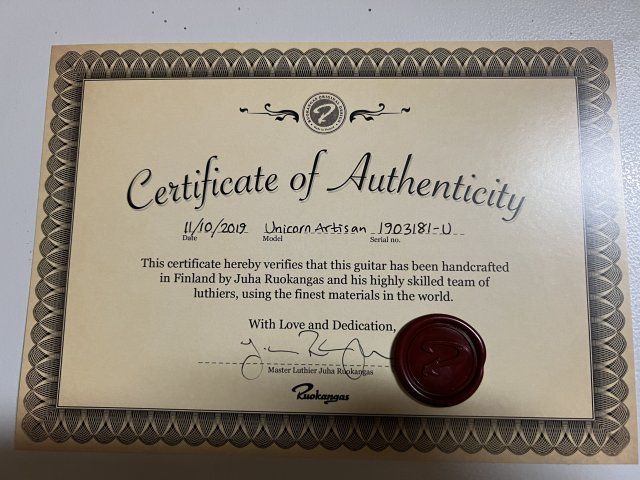 Certificate of Authenticity
11/10/2019 Unicorn Artisan 1903181-U
Date Model Serial no.
This certificate hereby verifies that this guitar has been handcrafted
in Finland by Juha Ruokangas and his highly skilled team of
luthiers, using the finest materials in the world.
With Love and Dedication,
Master Luthier Juha Ruokangas
Ruokangas